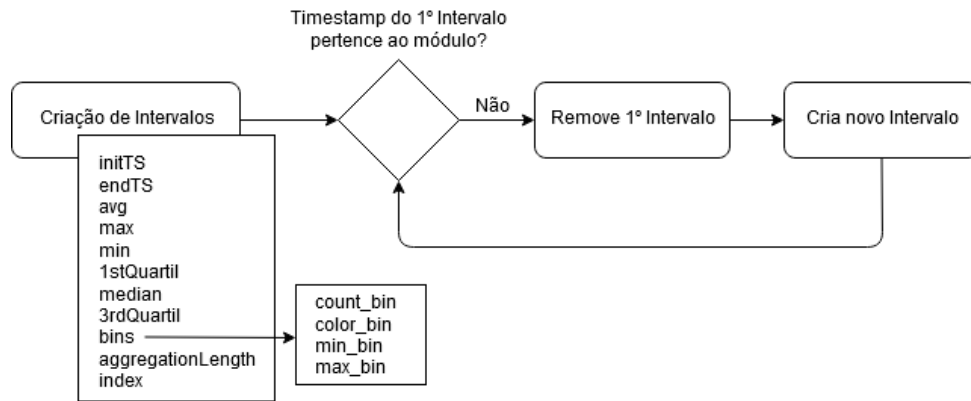 Timestamp do 1º Intervalo
pertence ao módulo?
Criação de Intervalos
Não
Remove 1º Intervalo
Cria novo Intervalo
initTS
endTS
avg
max
min
1stQuartil
median
3rdQuartil
bins
aggregationLength
index
count_bin
color_bin
min_bin
max_bin